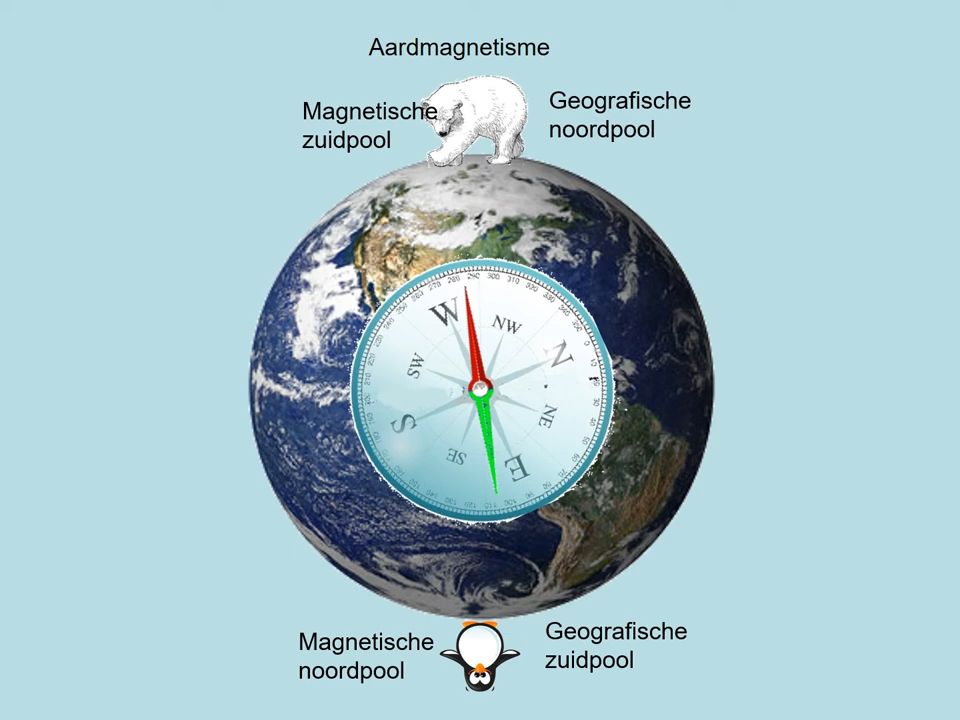 Aardmagnetisme
Magnetische
zuidpool
Geografische
noordpool
W
NW
N
NE
E
SE
S
SW
Magnetische
noordpool
Geografische
zuidpool